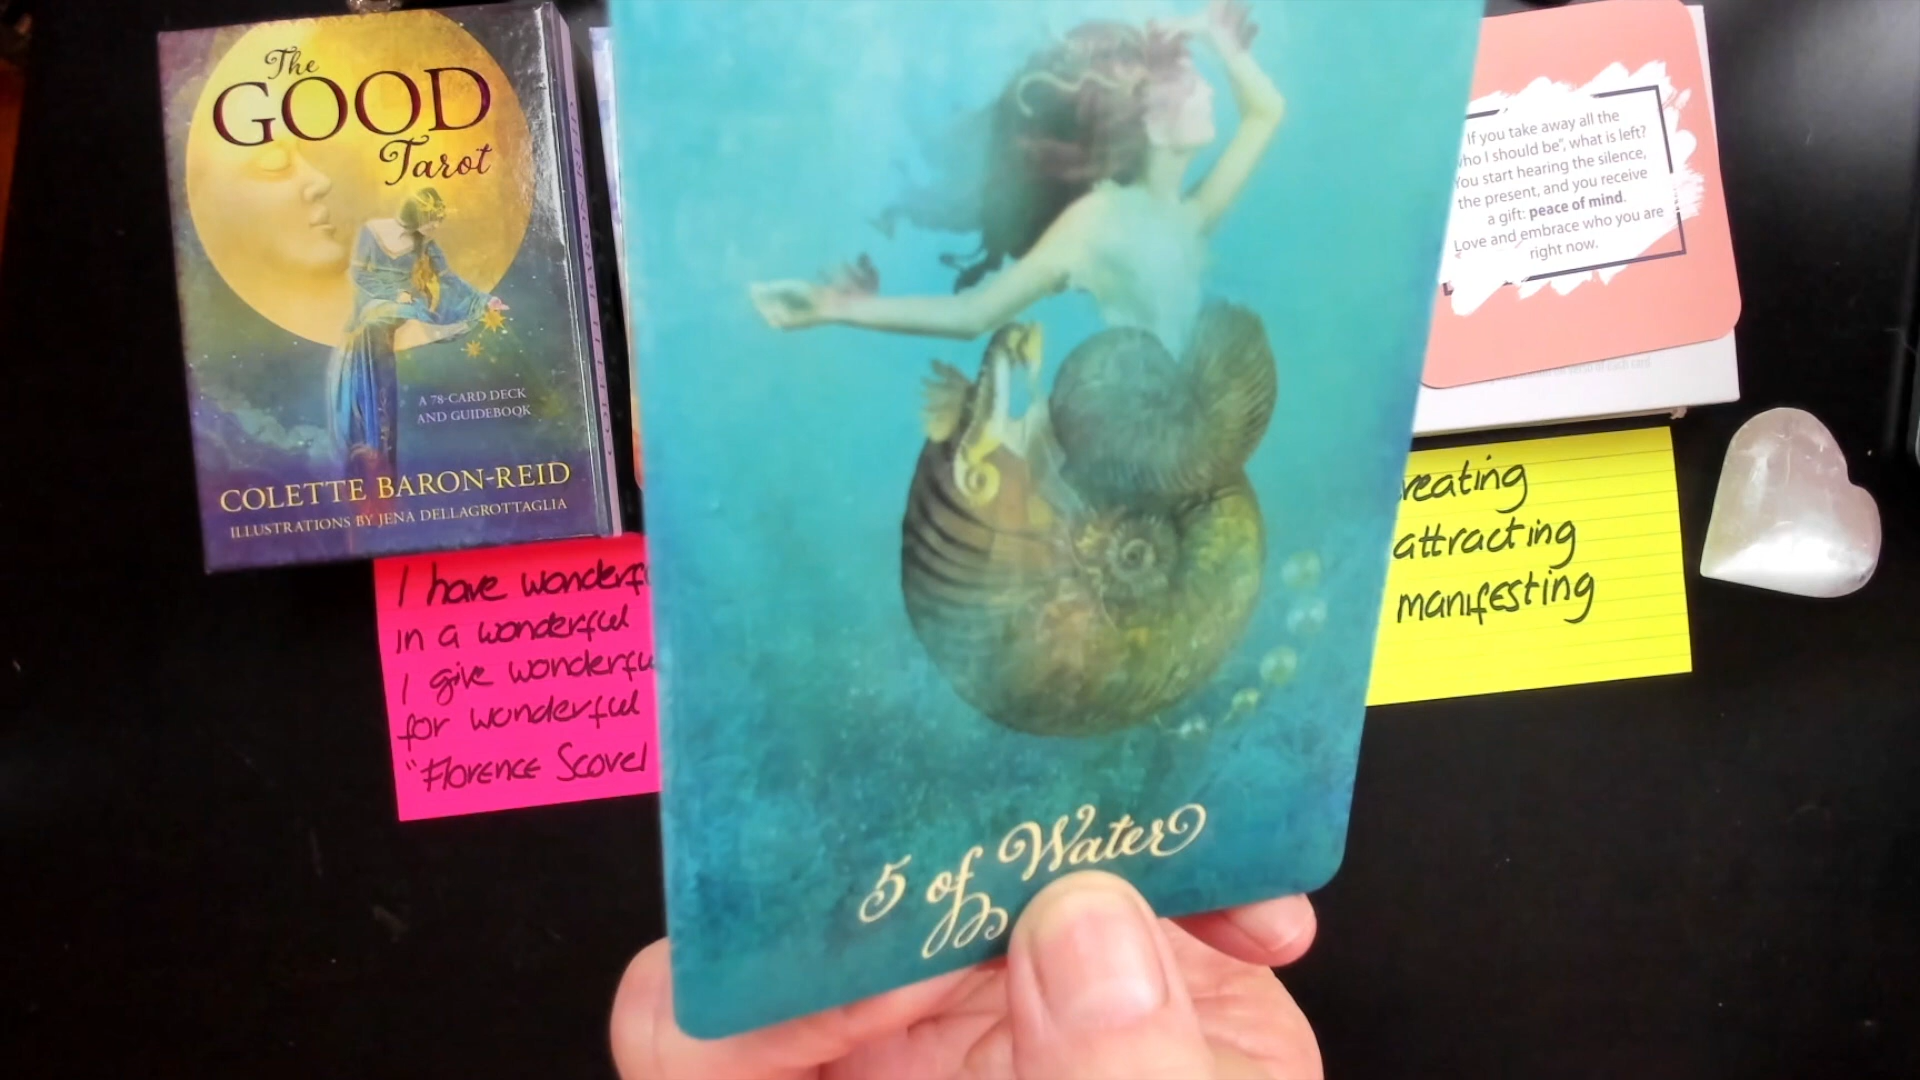 The
GOOD
Tarot
A 78-CARD DECK
AND GUIDEBOOK
COLETTE BARON-REID
ILLUSTRATIONS BY JENA DELLAGROTTAGLIA
I have wonderfu
in a wonderful
I give wonderfu
for wonderful
"Florence Scovel
5 of Water
If you take away all the
who I should be", what is left?
You start hearing the silence,
the present, and you receive
a gift: peace of mind.
Love and embrace who you are
right now.
reating
attracting
manifesting